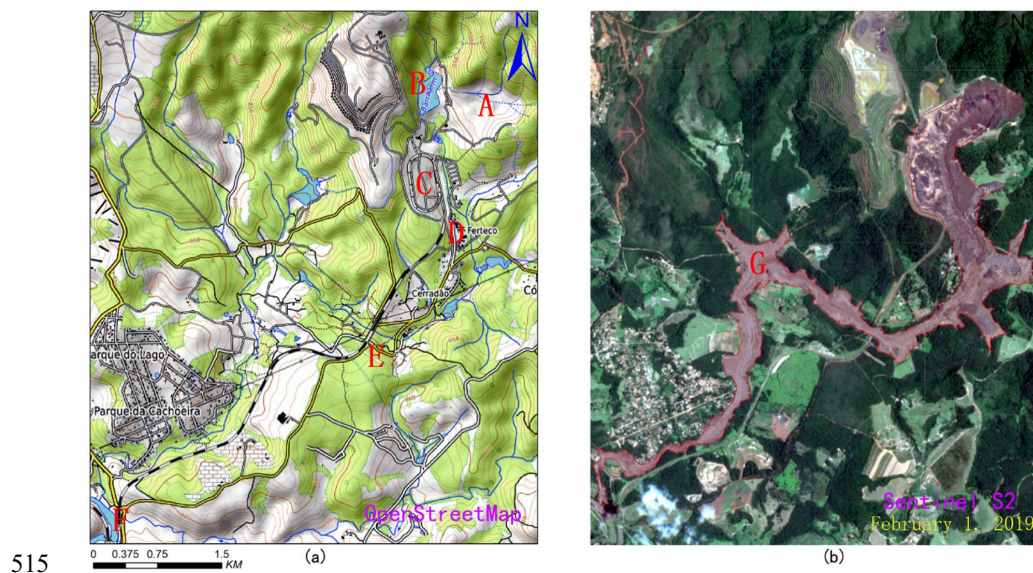 N
B
Barragem
A
C
D
Ferteco
Cerradão
Có
E
arque do Lago
Parque da Cachoeira
F
OpenStreetMap
515
0 0.375 0.75 1.5
KM
(a)
N
G
Sentinel S2
February 1, 2019
(b)